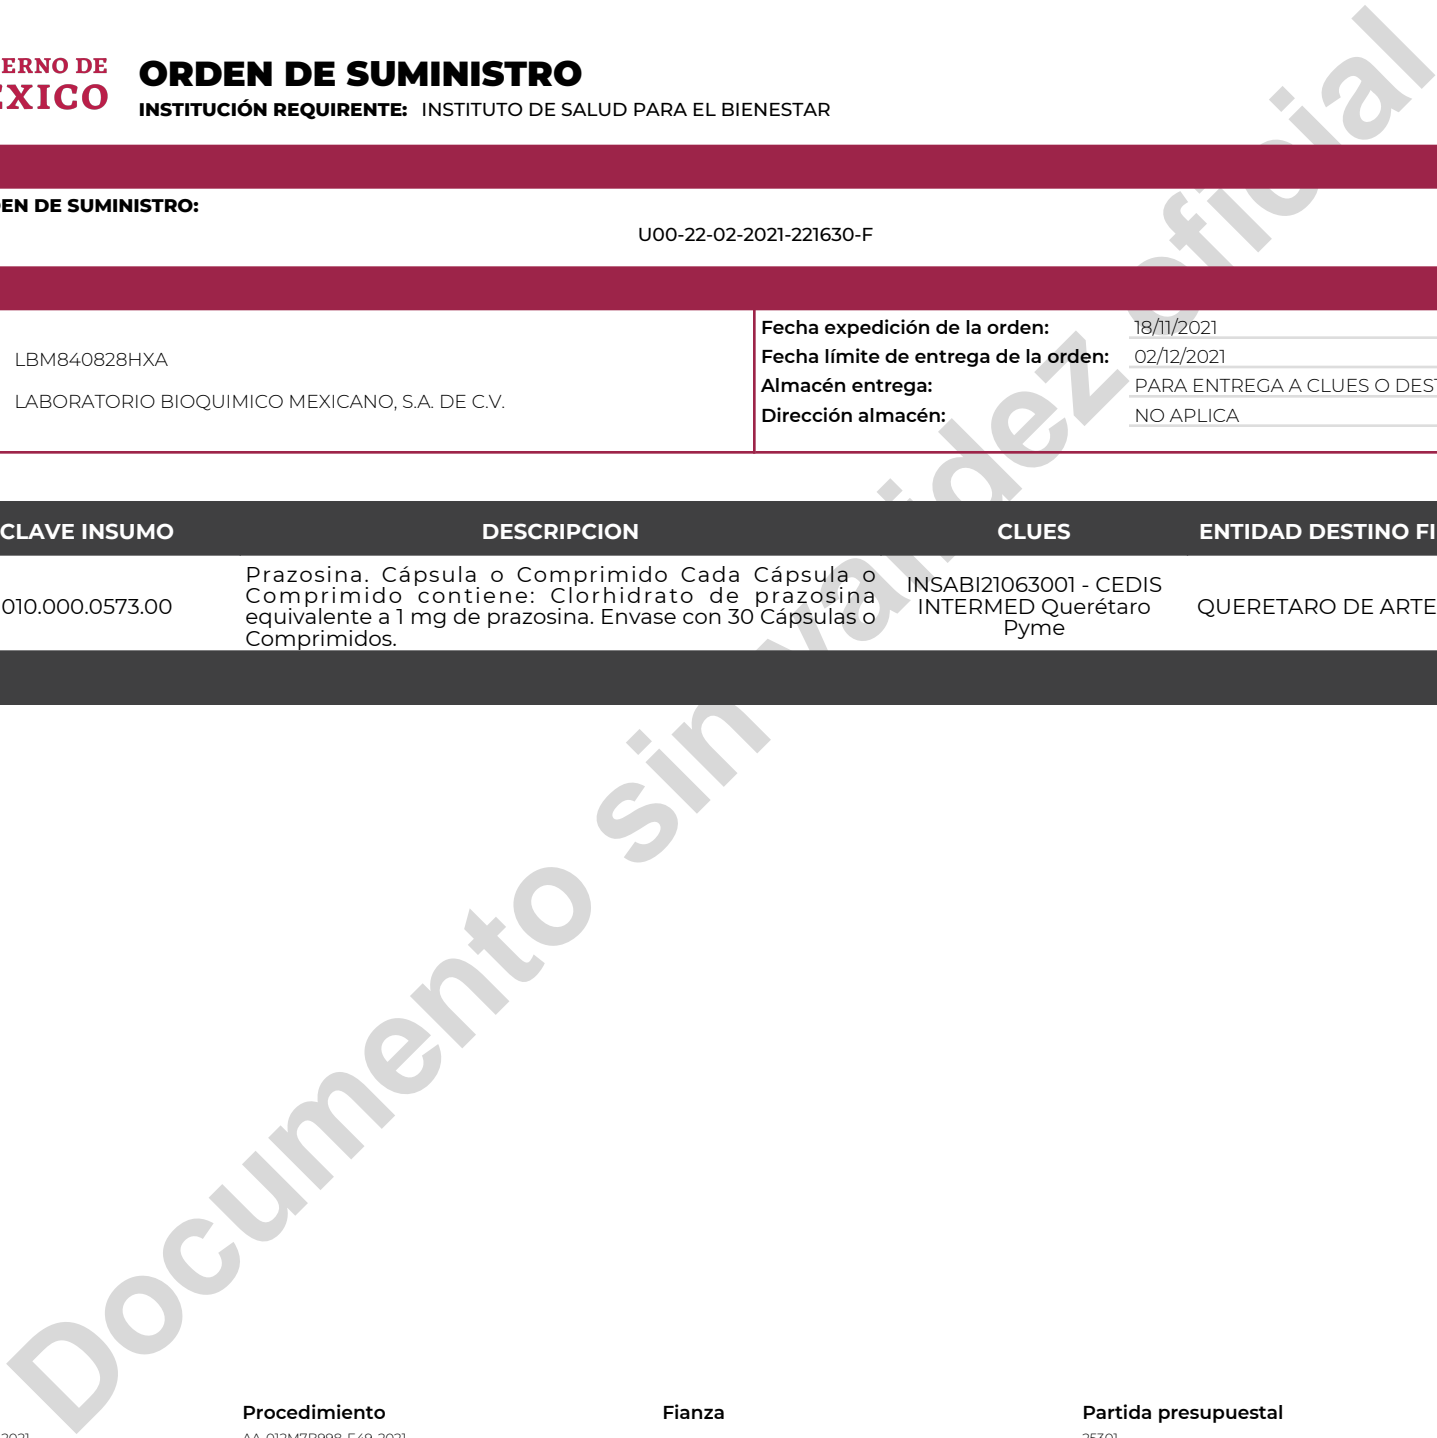 ERNO DE
ÉXICO
ORDEN DE SUMINISTRO
INSTITUCIÓN REQUIRENTE: INSTITUTO DE SALUD PARA EL BIENESTAR
EN DE SUMINISTRO:
U00-22-02-2021-221630-F
LBM840828HXA
LABORATORIO BIOQUIMICO MEXICANO, S.A. DE C.V.
Fecha expedición de la orden: 18/11/2021
Fecha límite de entrega de la orden: 02/12/2021
Almacén entrega: PARA ENTREGA A CLUES O DEST
Dirección almacén: NO APLICA
CLAVE INSUMO DESCRIPCION CLUES ENTIDAD DESTINO FI
010.000.0573.00
Prazosina. Cápsula o Comprimido Cada Cápsula o
Comprimido contiene: Clorhidrato de prazosina
equivalente a 1 mg de prazosina. Envase con 30 Cápsulas o
Comprimidos.
INSABI21063001 - CEDIS
INTERMED Querétaro
Pyme
QUERETARO DE ARTE
Documento sin validez oficial
Procedimiento Fianza Partida presupuestal